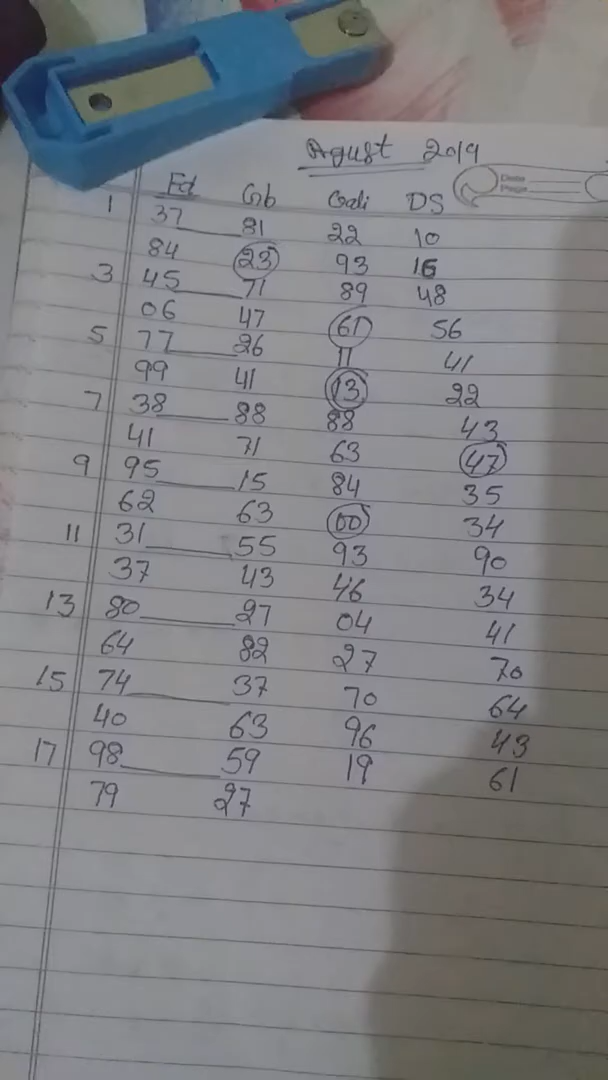 Agust 2019
Date
Page
Fd Gb Gali DS
1 37 81 22 10
84 23 93 16
3 45 71 89 48
06 47 61 56
5 77 26 11 41
99 41 13 22
7 38 88 88 43
41 71 63 47
9 95 15 84 35
62 63 00 34
11 31 55 93 90
37 43 46 34
13 80 27 04 41
64 82 27 70
15 74 37 70 64
40 63 96 43
17 98 59 19 61
79 27